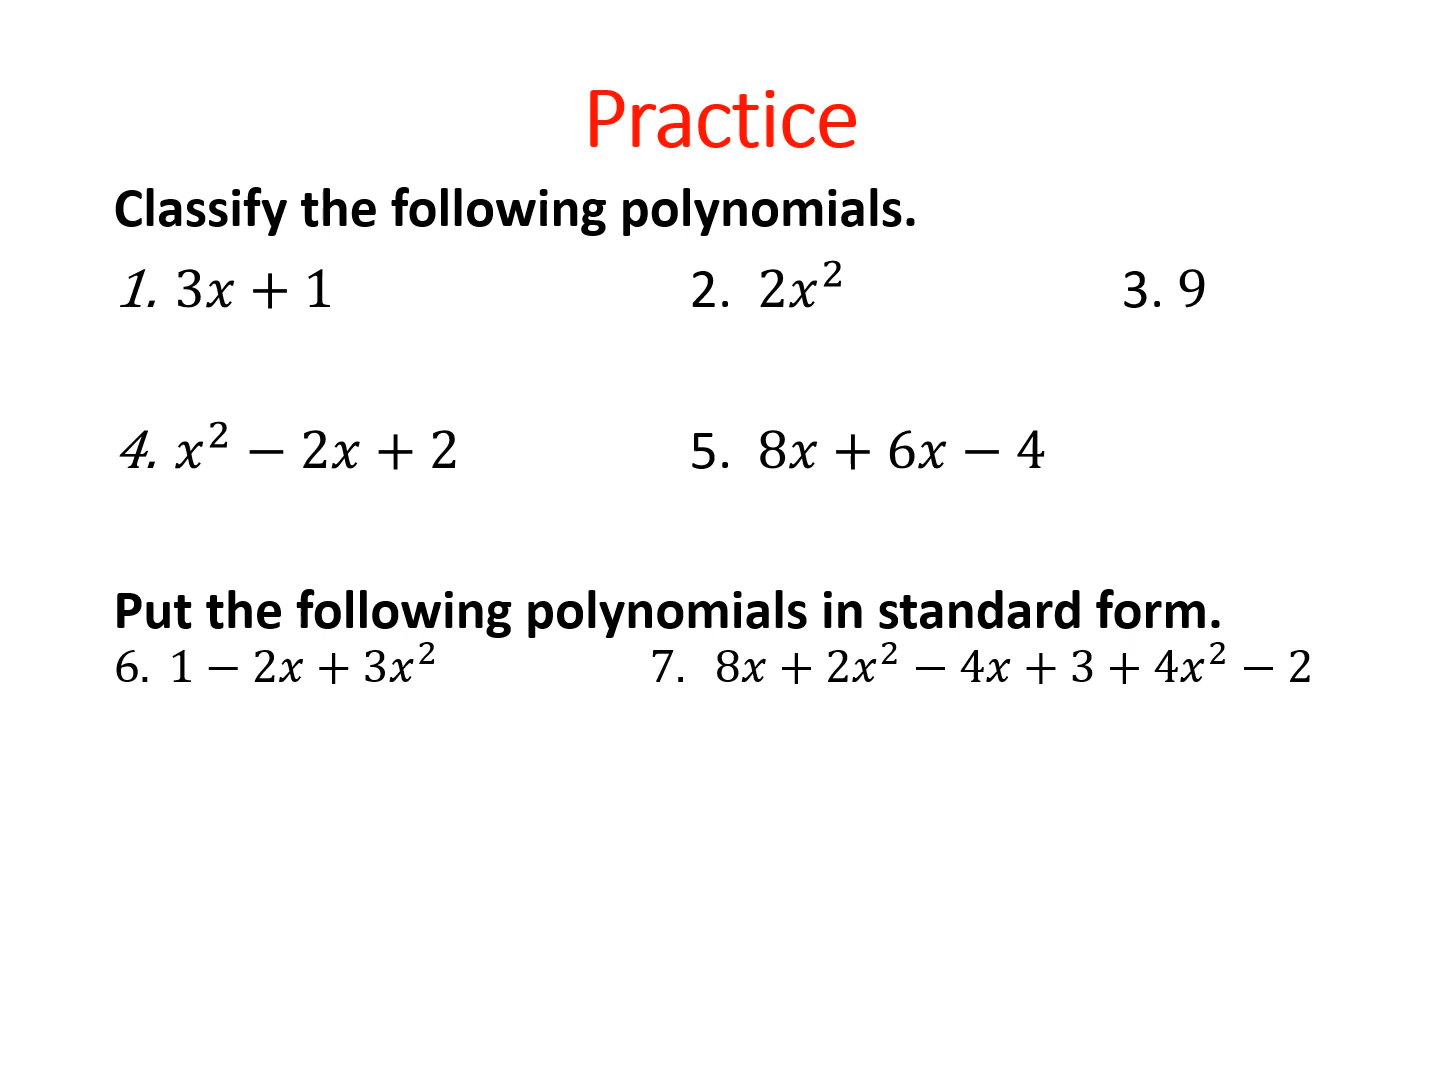 Practice
Classify the following polynomials.
1. 3x + 1 2. 2x² 3. 9
4. x² − 2x + 2 5. 8x + 6x − 4
Put the following polynomials in standard form.
6. 1 − 2x + 3x² 7. 8x + 2x² − 4x + 3 + 4x² − 2